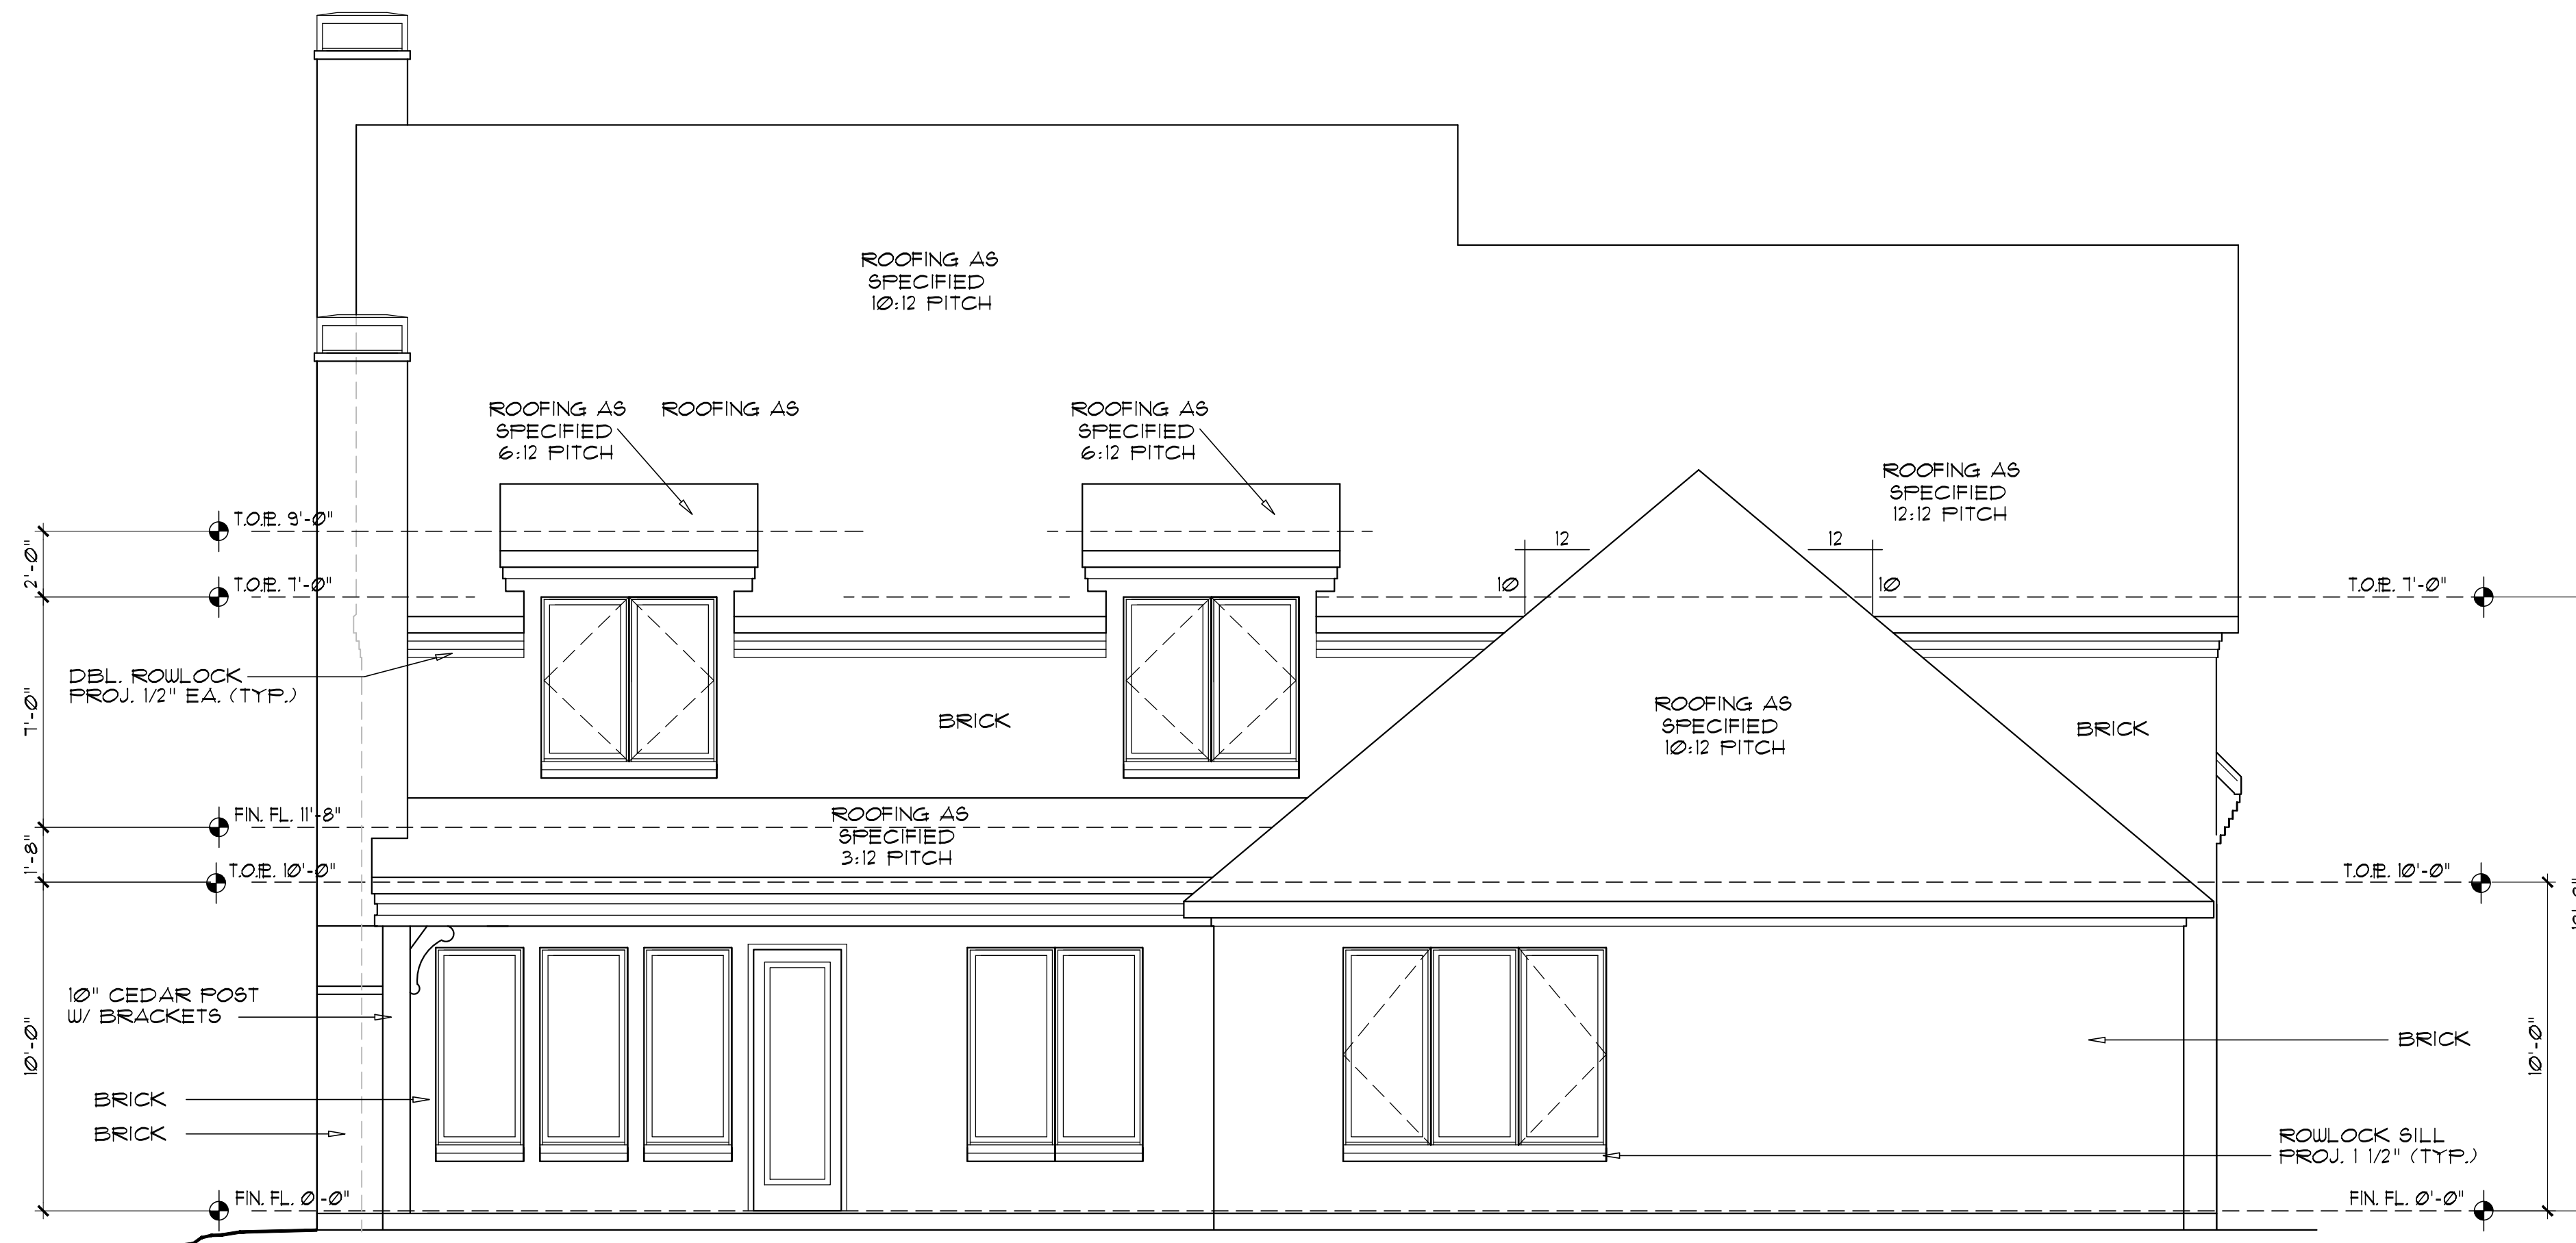 ROOFING AS
SPECIFIED
10:12 PITCH
ROOFING AS
SPECIFIED
6:12 PITCH
ROOFING AS
ROOFING AS
SPECIFIED
6:12 PITCH
ROOFING AS
SPECIFIED
12:12 PITCH
T.O.P. 9'-0"
2'-0"
12
12
10
10
T.O.P. 7'-0"
T.O.P. 7'-0"
DBL. ROWLOCK
PROJ. 1/2" EA. (TYP.)
7'-0"
BRICK
ROOFING AS
SPECIFIED
10:12 PITCH
BRICK
FIN. FL. 11'-8"
ROOFING AS
SPECIFIED
3:12 PITCH
1'-8"
T.O.P. 10'-0"
T.O.P. 10'-0"
10" CEDAR POST
W/ BRACKETS
10'-0"
BRICK
10'-0"
BRICK
BRICK
ROWLOCK SILL
PROJ. 1 1/2" (TYP.)
FIN. FL. 0'-0"
FIN. FL. 0'-0"